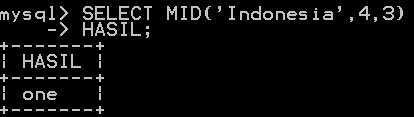 mysql> SELECT MID('Indonesia',4,3)
    -> HASIL;
+-------+
| HASIL |
+-------+
| one   |
+-------+